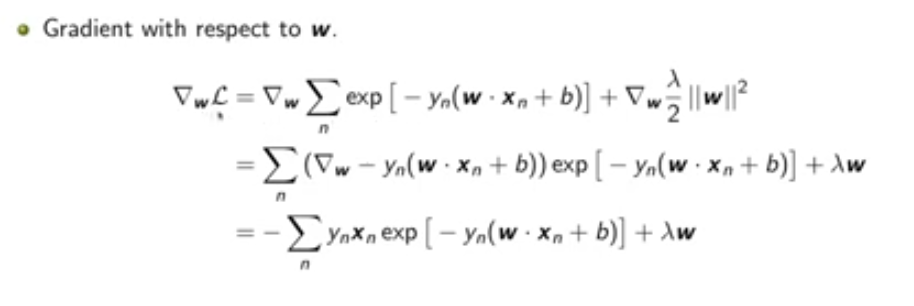 • Gradient with respect to w.
∇wℒ = ∇w ∑n exp[ − yn(w · xn + b)] + ∇w λ/2 ||w||²
= ∑n (∇w − yn(w · xn + b)) exp[ − yn(w · xn + b)] + λw
= − ∑n ynxn exp[ − yn(w · xn + b)] + λw